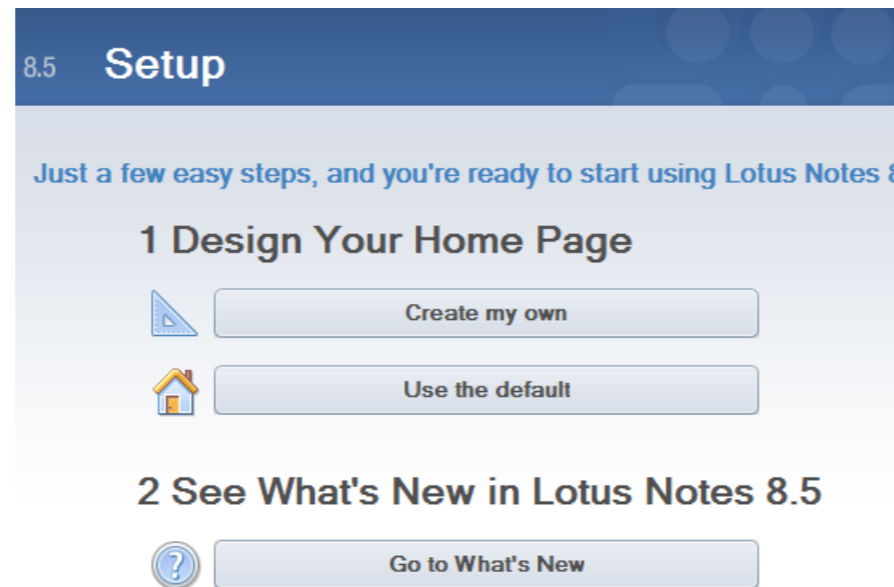 8.5 Setup
Just a few easy steps, and you're ready to start using Lotus Notes
1 Design Your Home Page
Create my own
Use the default
2 See What's New in Lotus Notes 8.5
Go to What's New